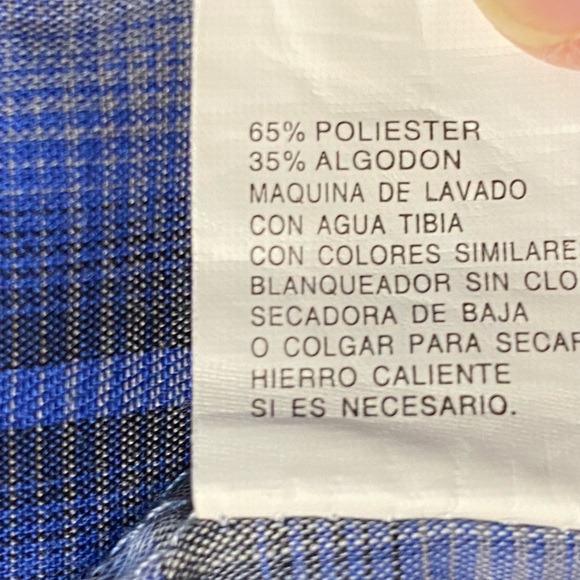 65% POLIESTER
35% ALGODON
MAQUINA DE LAVADO
CON AGUA TIBIA
CON COLORES SIMILARE
BLANQUEADOR SIN CLO
SECADORA DE BAJA
O COLGAR PARA SECAR
HIERRO CALIENTE
SI ES NECESARIO.